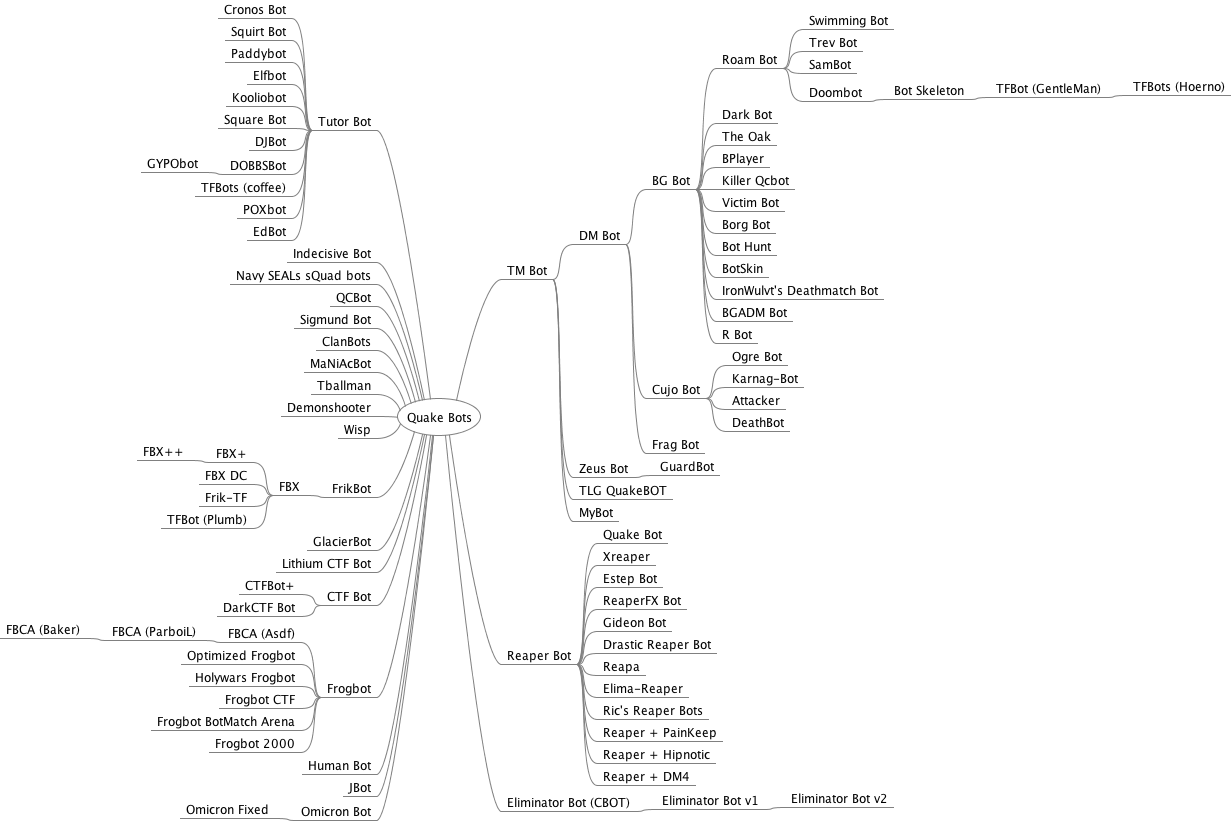 Quake Bots
Tutor Bot
Cronos Bot
Squirt Bot
Paddybot
Elfbot
Kooliobot
Square Bot
DJBot
DOBBSBot
GYPObot
TFBots (coffee)
POXbot
EdBot
Indecisive Bot
Navy SEALs sQuad bots
QCBot
Sigmund Bot
ClanBots
MaNiAcBot
Tballman
Demonshooter
Wisp
FrikBot
FBX
FBX+
FBX++
FBX DC
Frik-TF
TFBot (Plumb)
GlacierBot
Lithium CTF Bot
CTF Bot
CTFBot+
DarkCTF Bot
Frogbot
FBCA (Asdf)
FBCA (ParboiL)
FBCA (Baker)
Optimized Frogbot
Holywars Frogbot
Frogbot CTF
Frogbot BotMatch Arena
Frogbot 2000
Human Bot
JBot
Omicron Bot
Omicron Fixed
TM Bot
DM Bot
BG Bot
Roam Bot
Swimming Bot
Trev Bot
SamBot
Doombot
Bot Skeleton
TFBot (GentleMan)
TFBots (Hoerno)
Dark Bot
The Oak
BPlayer
Killer Qcbot
Victim Bot
Borg Bot
Bot Hunt
BotSkin
IronWulvt's Deathmatch Bot
BGADM Bot
R Bot
Cujo Bot
Ogre Bot
Karnag-Bot
Attacker
DeathBot
Frag Bot
Zeus Bot
GuardBot
TLG QuakeBOT
MyBot
Reaper Bot
Quake Bot
Xreaper
Estep Bot
ReaperFX Bot
Gideon Bot
Drastic Reaper Bot
Reapa
Elima-Reaper
Ric's Reaper Bots
Reaper + PainKeep
Reaper + Hipnotic
Reaper + DM4
Eliminator Bot (CBOT)
Eliminator Bot v1
Eliminator Bot v2